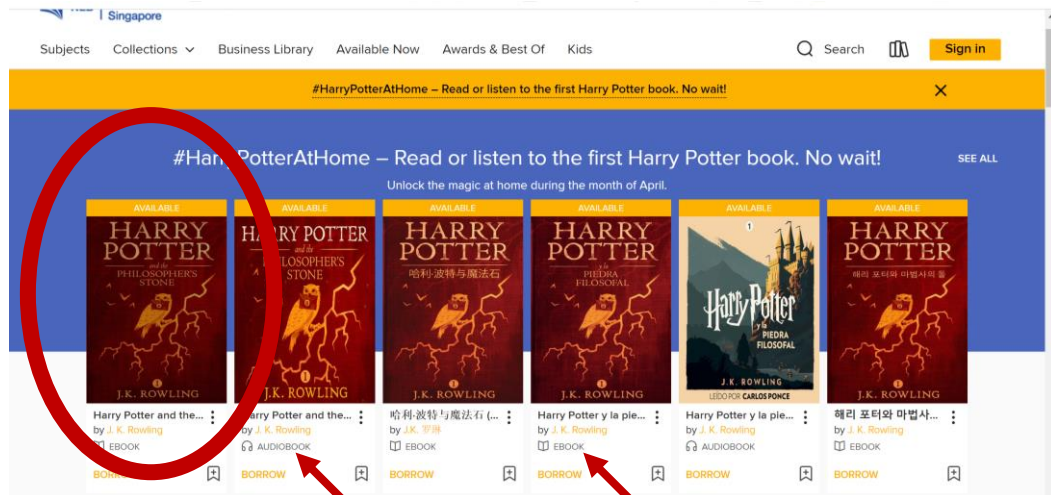 Singapore
Subjects Collections Business Library Available Now Awards & Best Of Kids Search Sign in
#HarryPotterAtHome – Read or listen to the first Harry Potter book. No wait!
#HarryPotterAtHome – Read or listen to the first Harry Potter book. No wait! SEE ALL
Unlock the magic at home during the month of April.
AVAILABLE AVAILABLE AVAILABLE AVAILABLE AVAILABLE AVAILABLE
HARRY POTTER
and the
PHILOSOPHER'S
STONE
1
J.K. ROWLING
HARRY POTTER
and the
PHILOSOPHER'S
STONE
1
J.K. ROWLING
HARRY
POTTER
哈利·波特与魔法石
1
J.K. ROWLING
HARRY
POTTER
y la
PIEDRA
FILOSOFAL
1
J.K. ROWLING
1
Harry Potter
y la
PIEDRA
FILOSOFAL
J.K. ROWLING
LEÍDO POR CARLOS PONCE
HARRY
POTTER
해리 포터와 마법사의 돌
1
J.K. ROWLING
Harry Potter and the... Harry Potter and the... 哈利·波特与魔法石 (... Harry Potter y la pie... Harry Potter y la pie... 해리 포터와 마법사...
by J. K. Rowling by J. K. Rowling by J.K. 罗琳 by J. K. Rowling by J. K. Rowling by J. K. Rowling
EBOOK AUDIOBOOK EBOOK EBOOK AUDIOBOOK EBOOK
BORROW BORROW BORROW BORROW BORROW BORROW